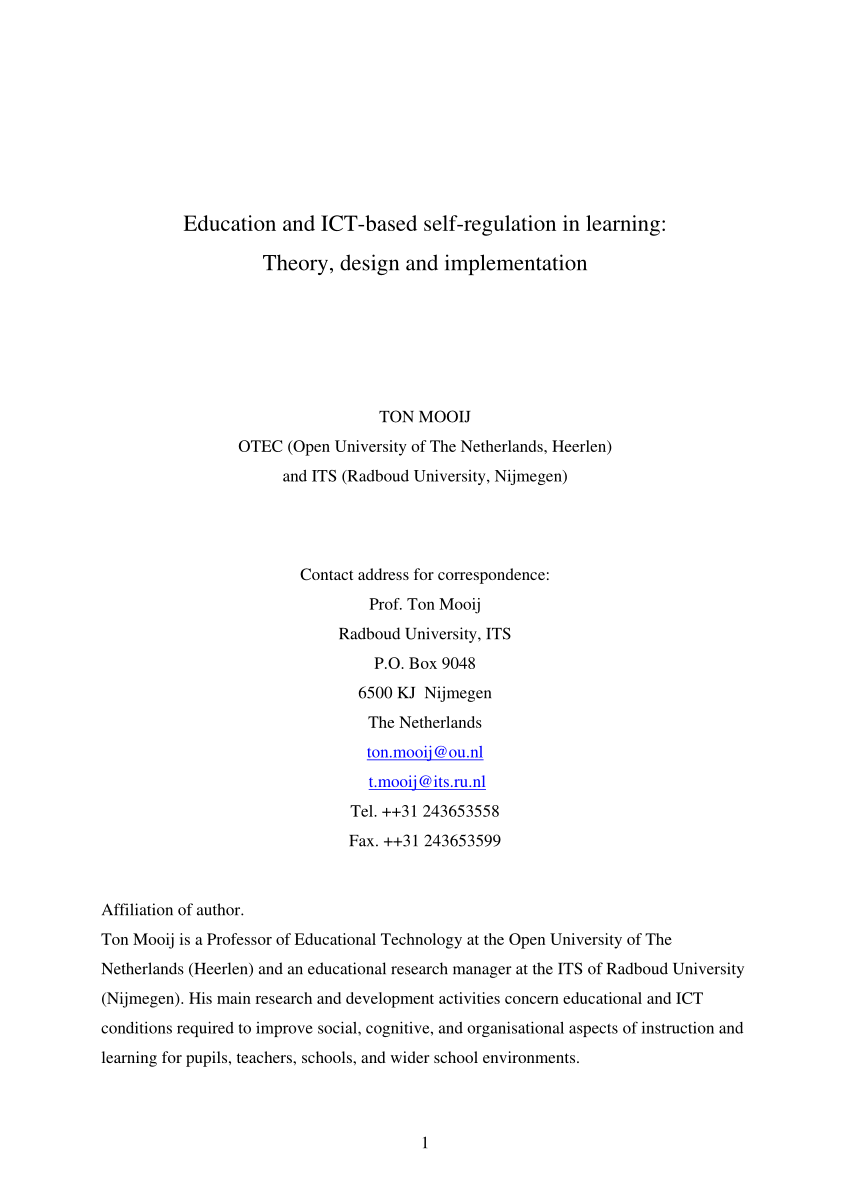 Education and ICT-based self-regulation in learning:
Theory, design and implementation
TON MOOIJ
OTEC (Open University of The Netherlands, Heerlen)
and ITS (Radboud University, Nijmegen)
Contact address for correspondence:
Prof. Ton Mooij
Radboud University, ITS
P.O. Box 9048
6500 KJ  Nijmegen
The Netherlands
ton.mooij@ou.nl
t.mooij@its.ru.nl
Tel. ++31 243653558
Fax. ++31 243653599
Affiliation of author.
Ton Mooij is a Professor of Educational Technology at the Open University of The
Netherlands (Heerlen) and an educational research manager at the ITS of Radboud University
(Nijmegen). His main research and development activities concern educational and ICT
conditions required to improve social, cognitive, and organisational aspects of instruction and
learning for pupils, teachers, schools, and wider school environments.
1